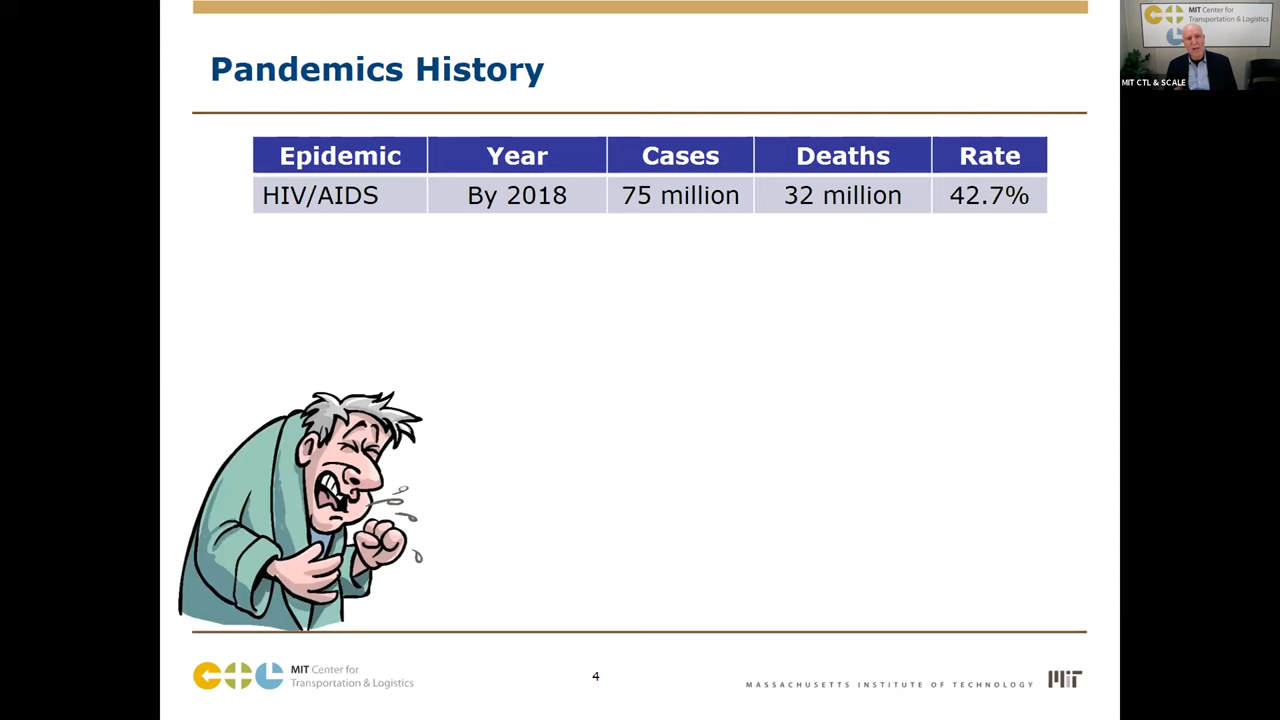 Pandemics History
Epidemic Year Cases Deaths Rate
HIV/AIDS By 2018 75 million 32 million 42.7%
MIT Center for
Transportation & Logistics
4
MASSACHUSETTS INSTITUTE OF TECHNOLOGY
MIT Center for
Transportation & Logistics
MIT CTL & SCALE